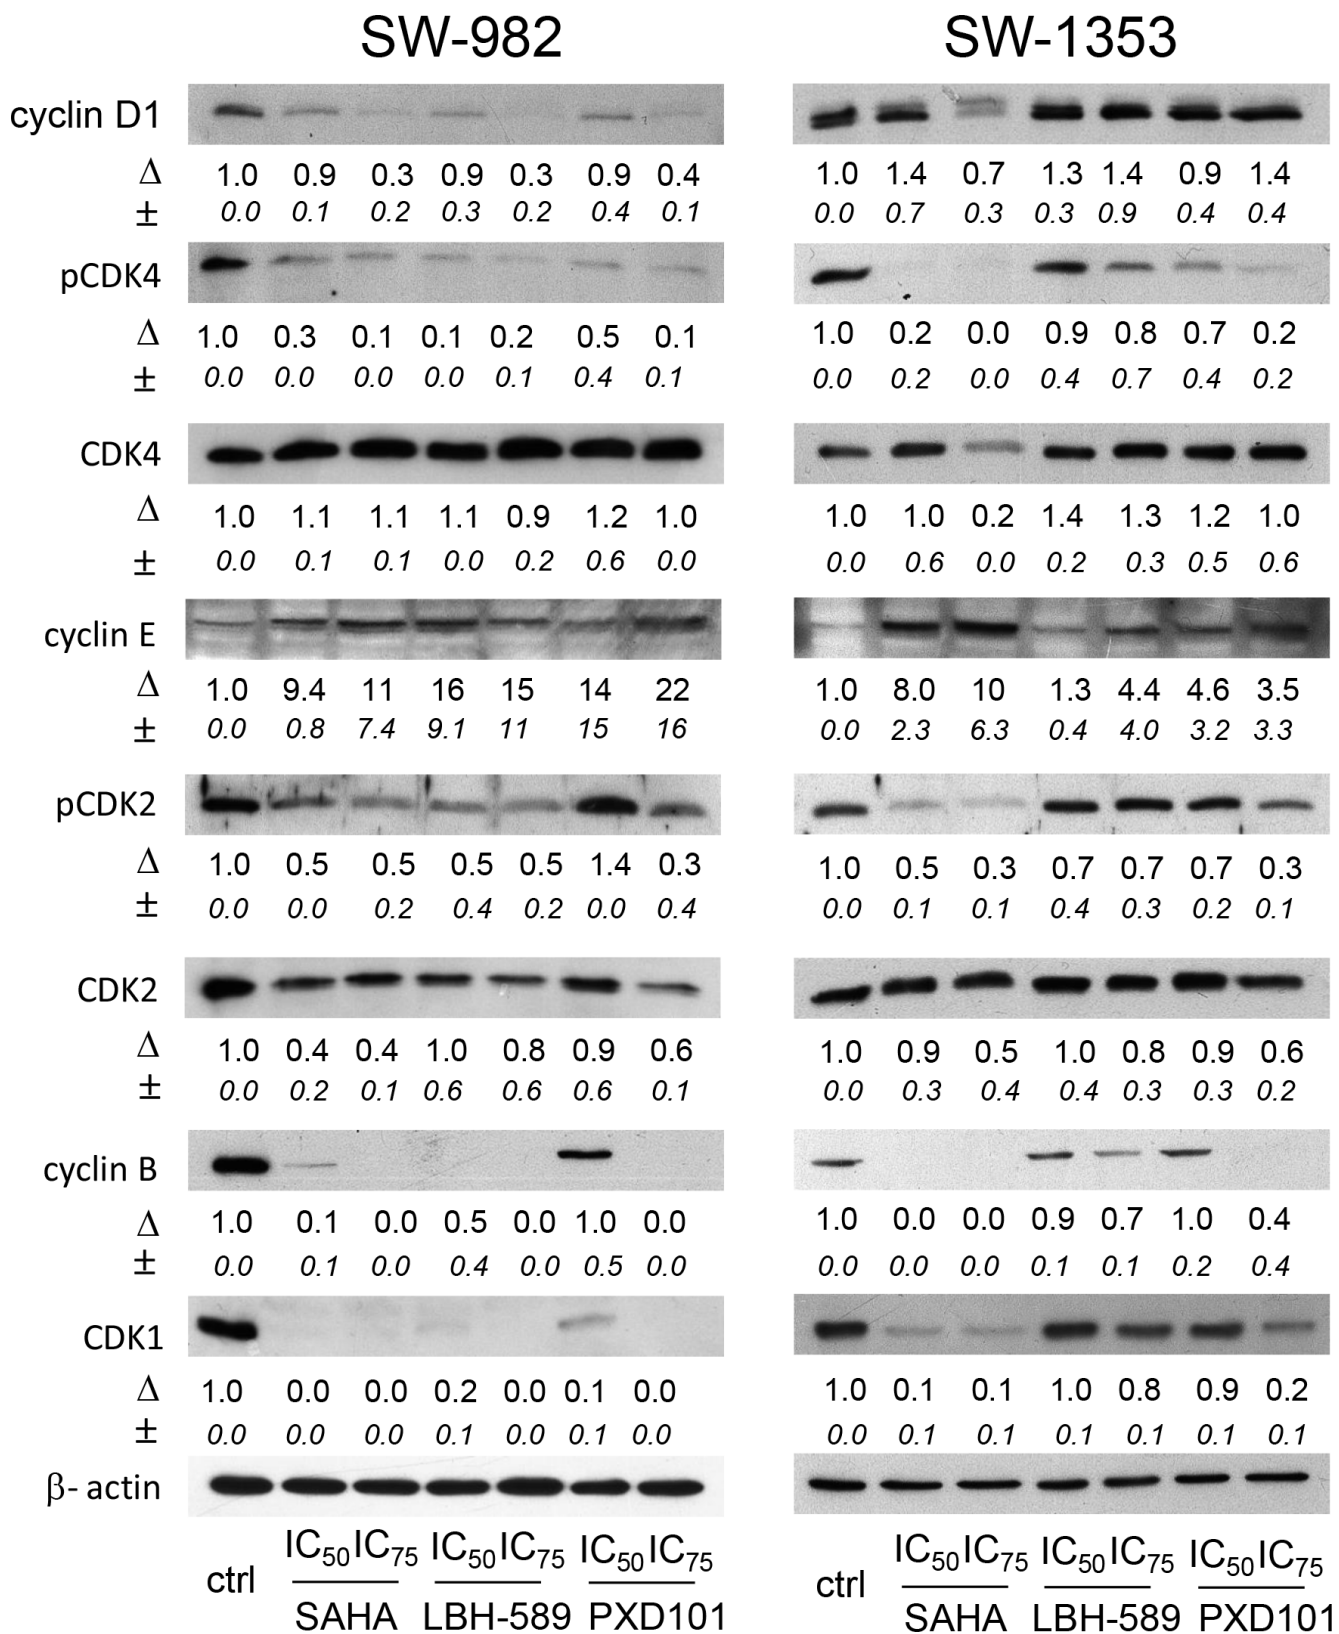 SW-982 SW-1353
cyclin D1
Δ 1.0 0.9 0.3 0.9 0.3 0.9 0.4 1.0 1.4 0.7 1.3 1.4 0.9 1.4
± 0.0 0.1 0.2 0.3 0.2 0.4 0.1 0.0 0.7 0.3 0.3 0.9 0.4 0.4
pCDK4
Δ 1.0 0.3 0.1 0.1 0.2 0.5 0.1 1.0 0.2 0.0 0.9 0.8 0.7 0.2
± 0.0 0.0 0.0 0.0 0.1 0.4 0.1 0.0 0.2 0.0 0.4 0.7 0.4 0.2
CDK4
Δ 1.0 1.1 1.1 1.1 0.9 1.2 1.0 1.0 1.0 0.2 1.4 1.3 1.2 1.0
± 0.0 0.1 0.1 0.0 0.2 0.6 0.0 0.0 0.6 0.0 0.2 0.3 0.5 0.6
cyclin E
Δ 1.0 9.4 11 16 15 14 22 1.0 8.0 10 1.3 4.4 4.6 3.5
± 0.0 0.8 7.4 9.1 11 15 16 0.0 2.3 6.3 0.4 4.0 3.2 3.3
pCDK2
Δ 1.0 0.5 0.5 0.5 0.5 1.4 0.3 1.0 0.5 0.3 0.7 0.7 0.7 0.3
± 0.0 0.0 0.2 0.4 0.2 0.0 0.4 0.0 0.1 0.1 0.4 0.3 0.2 0.1
CDK2
Δ 1.0 0.4 0.4 1.0 0.8 0.9 0.6 1.0 0.9 0.5 1.0 0.8 0.9 0.6
± 0.0 0.2 0.1 0.6 0.6 0.6 0.1 0.0 0.3 0.4 0.4 0.3 0.3 0.2
cyclin B
Δ 1.0 0.1 0.0 0.5 0.0 1.0 0.0 1.0 0.0 0.0 0.9 0.7 1.0 0.4
± 0.0 0.1 0.0 0.4 0.0 0.5 0.0 0.0 0.0 0.0 0.1 0.1 0.2 0.4
CDK1
Δ 1.0 0.0 0.0 0.2 0.0 0.1 0.0 1.0 0.1 0.1 1.0 0.8 0.9 0.2
± 0.0 0.0 0.0 0.1 0.0 0.1 0.0 0.0 0.1 0.1 0.1 0.1 0.1 0.1
β- actin
ctrl IC50 IC75 IC50 IC75 IC50 IC75 ctrl IC50 IC75 IC50 IC75 IC50 IC75
SAHA LBH-589 PXD101 SAHA LBH-589 PXD101